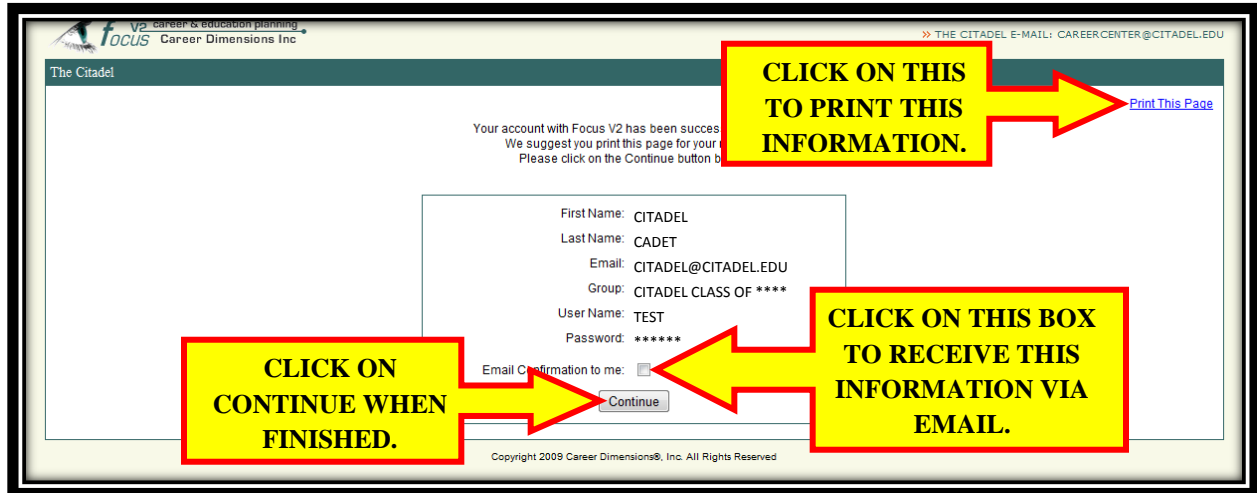 V2 career & education planning
focus Career Dimensions Inc
>> THE CITADEL E-MAIL: CAREERCENTER@CITADEL.EDU
The Citadel
CLICK ON THIS
TO PRINT THIS
INFORMATION.
Print This Page
Your account with Focus V2 has been
We suggest you print this page for your
Please click on the Continue button
First Name: CITADEL
Last Name: CADET
Email: CITADEL@CITADEL.EDU
Group: CITADEL CLASS OF ****
User Name: TEST
Password: ******
Email Confirmation to me:
Continue
CLICK ON THIS BOX
TO RECEIVE THIS
INFORMATION VIA
EMAIL.
CLICK ON
CONTINUE WHEN
FINISHED.
Copyright 2009 Career Dimensions®, Inc. All Rights Reserved